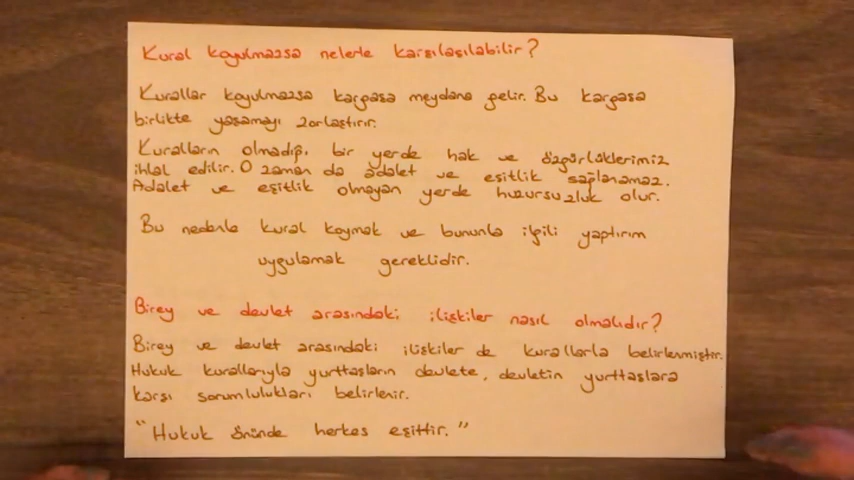 Kural koyulmazsa nelerle karşılaşılabilir?
Kurallar koyulmazsa kargaşa meydana gelir. Bu kargaşa
birlikte yaşamayı zorlaştırır.
Kuralların olmadığı bir yerde hak ve özgürlüklerimiz
ihlal edilir. O zaman da adalet ve eşitlik sağlanamaz.
Adalet ve eşitlik olmayan yerde huzursuzluk olur.
Bu nedenle kural koymak ve bununla ilgili yaptırım
uygulamak gereklidir.
Birey ve devlet arasındaki ilişkiler nasıl olmalıdır?
Birey ve devlet arasındaki ilişkiler de kurallarla belirlenmiştir.
Hukuk kurallarıyla yurttaşların devlete, devletin yurttaşlara
karşı sorumlulukları belirlenir.
"Hukuk önünde herkes eşittir."